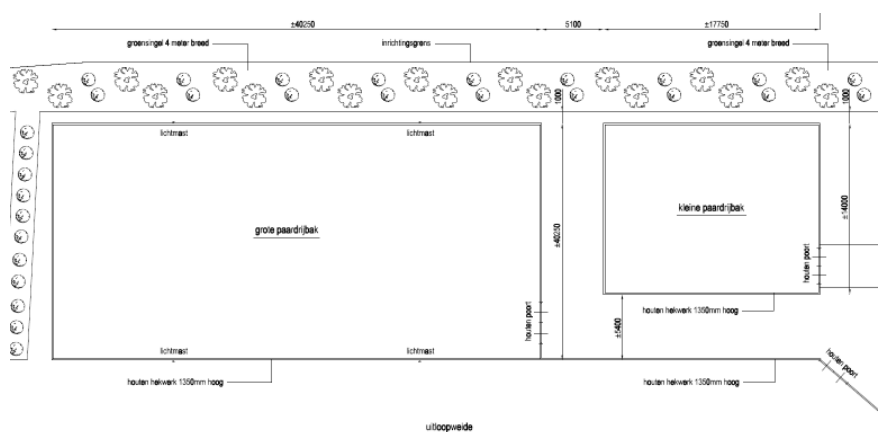 ±40250
5100
±17750
groensingel 4 meter breed
inrichtingsgrens
groensingel 4 meter breed
1000
1000
lichtmast
lichtmast
kleine paardrijbak
±14000
grote paardrijbak
±40250
houten poort
houten poort
houten hekwerk 1350mm hoog
±5400
lichtmast
lichtmast
houten poort
houten hekwerk 1350mm hoog
houten hekwerk 1350mm hoog
uitloopweide